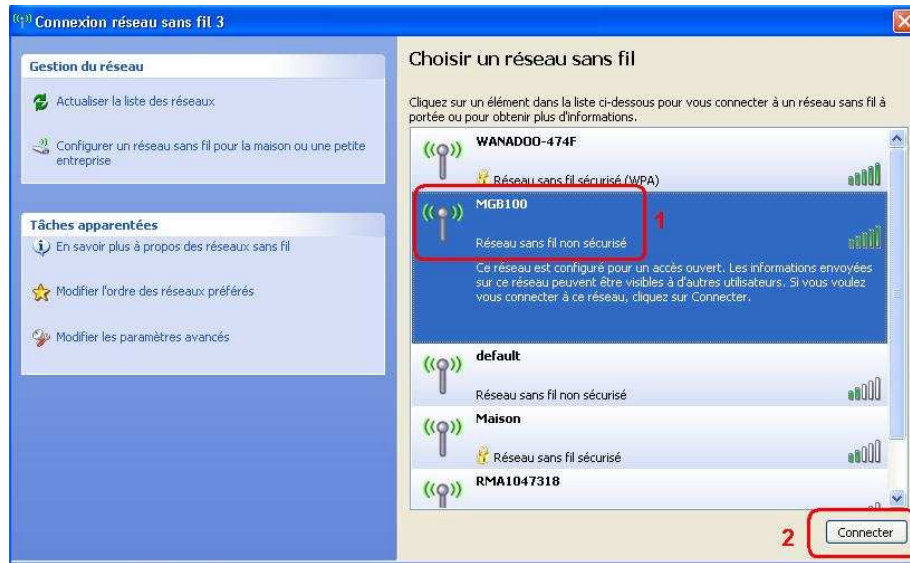 Connexion réseau sans fil 3
Gestion du réseau
Actualiser la liste des réseaux
Configurer un réseau sans fil pour la maison ou une petite
entreprise
Tâches apparentées
En savoir plus à propos des réseaux sans fil
Modifier l'ordre des réseaux préférés
Modifier les paramètres avancés
Choisir un réseau sans fil
Cliquez sur un élément dans la liste ci-dessous pour vous connecter à un réseau sans fil à
portée ou pour obtenir plus d'informations.
WANADOO-474F
Réseau sans fil sécurisé (WPA)
MGB100
1
Réseau sans fil non sécurisé
Ce réseau est configuré pour un accès ouvert. Les informations envoyées
sur ce réseau peuvent être visibles à d'autres utilisateurs. Si vous voulez
vous connecter à ce réseau, cliquez sur Connecter.
default
Réseau sans fil non sécurisé
Maison
Réseau sans fil sécurisé
RMA1047318
2
Connecter